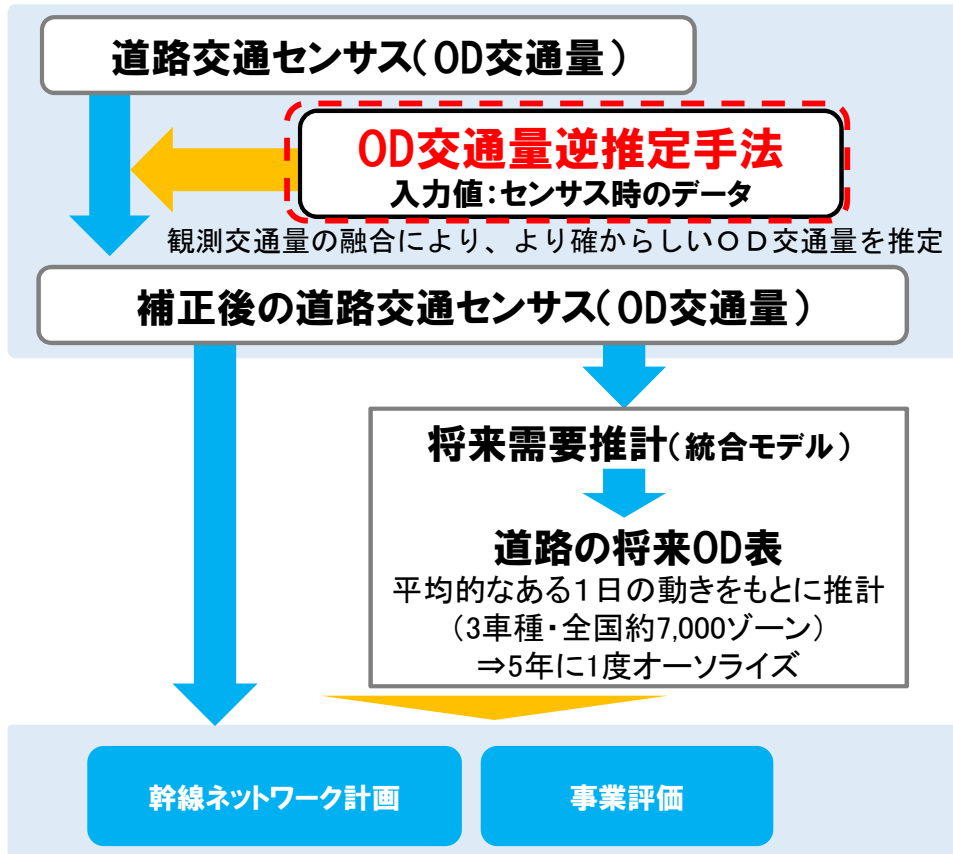 道路交通センサス(OD交通量)
OD交通量逆推定手法
入力値:センサス時のデータ
観測交通量の融合により、より確からしいOD交通量を推定
補正後の道路交通センサス(OD交通量)
将来需要推計(統合モデル)
道路の将来OD表
平均的なある1日の動きをもとに推計
(3車種・全国約7,000ゾーン)
⇒5年に1度オーソライズ
幹線ネットワーク計画
事業評価